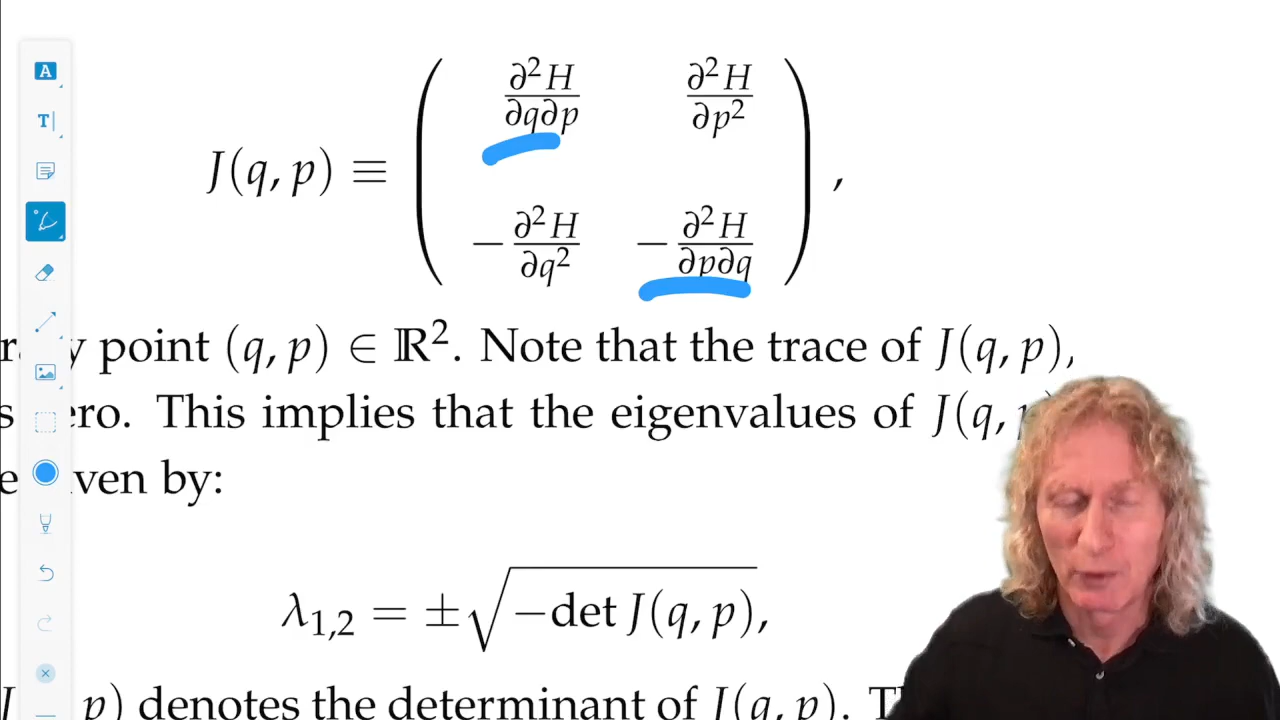 J(q, p) ≡ ( ∂²H/∂q∂p ∂²H/∂p²
−∂²H/∂q² −∂²H/∂p∂q ) ,
y point (q, p) ∈ ℝ². Note that the trace of J(q, p),
ero. This implies that the eigenvalues of J(q, p
ven by:
λ₁,₂ = ±√(−det J(q, p)),
p) denotes the determinant of J(q, p). T